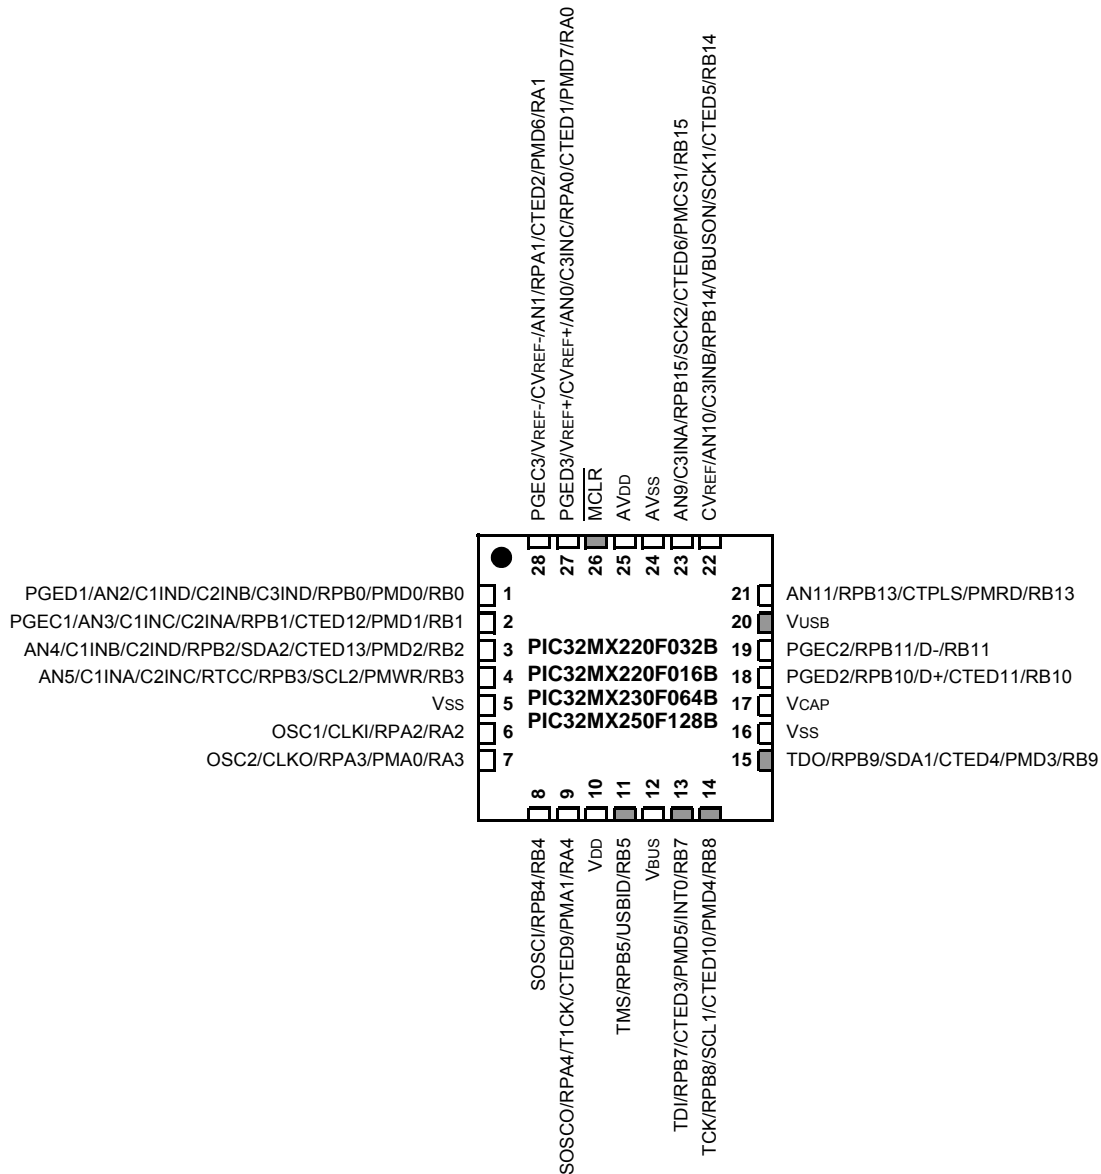 PGEC3/VREF-/CVREF-/AN1/RPA1/CTED2/PMD6/RA1
PGED3/VREF+/CVREF+/AN0/C3INC/RPA0/CTED1/PMD7/RA0
MCLR
AVDD
AVSS
AN9/C3INA/RPB15/SCK2/CTED6/PMCS1/RB15
CVREF/AN10/C3INB/RPB14/VBUSON/SCK1/CTED5/RB14
28
27
26
25
24
23
22
PGED1/AN2/C1IND/C2INB/C3IND/RPB0/PMD0/RB0
1
PGEC1/AN3/C1INC/C2INA/RPB1/CTED12/PMD1/RB1
2
AN4/C1INB/C2IND/RPB2/SDA2/CTED13/PMD2/RB2
3
AN5/C1INA/C2INC/RTCC/RPB3/SCL2/PMWR/RB3
4
VSS
5
OSC1/CLKI/RPA2/RA2
6
OSC2/CLKO/RPA3/PMA0/RA3
7
PIC32MX220F032B
PIC32MX220F016B
PIC32MX230F064B
PIC32MX250F128B
21
AN11/RPB13/CTPLS/PMRD/RB13
20
VUSB
19
PGEC2/RPB11/D-/RB11
18
PGED2/RPB10/D+/CTED11/RB10
17
VCAP
16
VSS
15
TDO/RPB9/SDA1/CTED4/PMD3/RB9
8
9
10
11
12
13
14
SOSCI/RPB4/RB4
SOSCO/RPA4/T1CK/CTED9/PMA1/RA4
VDD
TMS/RPB5/USBID/RB5
VBUS
TDI/RPB7/CTED3/PMD5/INT0/RB7
TCK/RPB8/SCL1/CTED10/PMD4/RB8